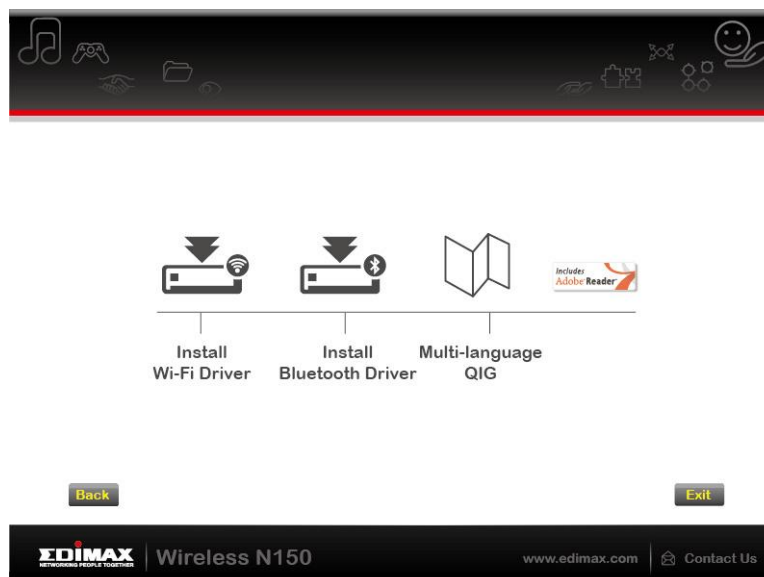 Includes
Adobe Reader 7
Install
Wi-Fi Driver
Install
Bluetooth Driver
Multi-language
QIG
Back
Exit
EDIMAX
NETWORKING PEOPLE TOGETHER
Wireless N150
www.edimax.com
Contact Us